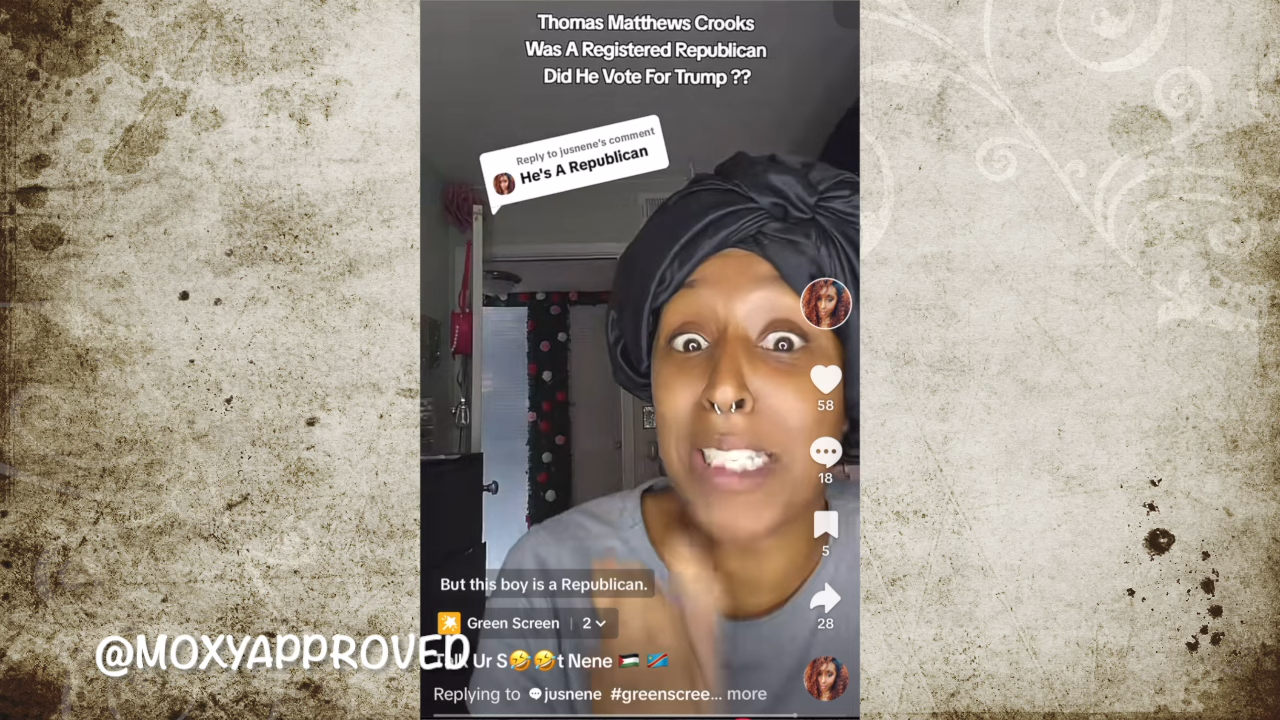 Thomas Matthews Crooks
Was A Registered Republican
Did He Vote For Trump ??
Reply to jusnene's comment
He's A Republican
58
18
5
28
But this boy is a Republican.
Green Screen | 2
@MOXYAPPROVED
Ur S🤣🤣t Nene 🇵🇸 🇨🇩
Replying to 💬jusnene #greenscree... more